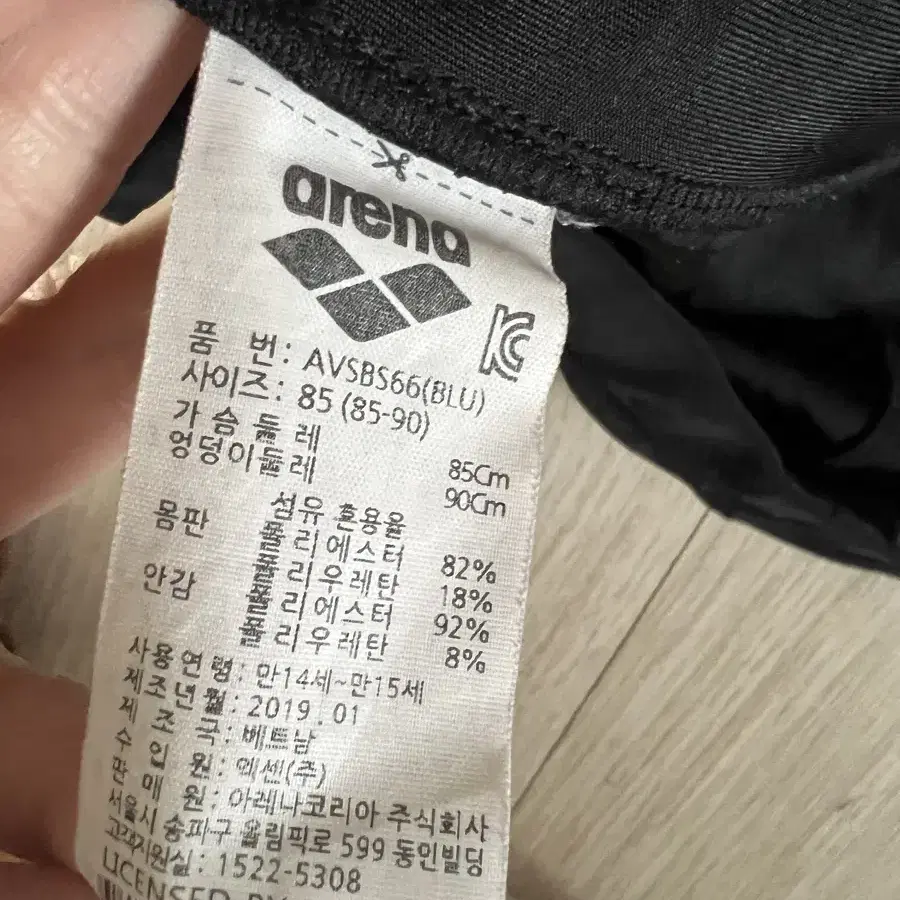 arena
품 번 : AVSBS66(BLU)
사이즈 : 85 (85-90)
가 슴 둘 레 85Cm
엉덩이둘레 90Cm
섬유 혼용율
몸판 폴리에스터 82%
폴리우레탄 18%
안감 폴리에스터 92%
폴리우레탄 8%
사용연령 : 만14세~만15세
제조년월 : 2019.01
제 조 국 : 베트남
수 입 원 : 엑센(주)
판 매 원 : 아레나코리아 주식회사
서울시 송파구 올림픽로 599 동인빌딩
고객지원실 : 1522-5308
LICENSED BY